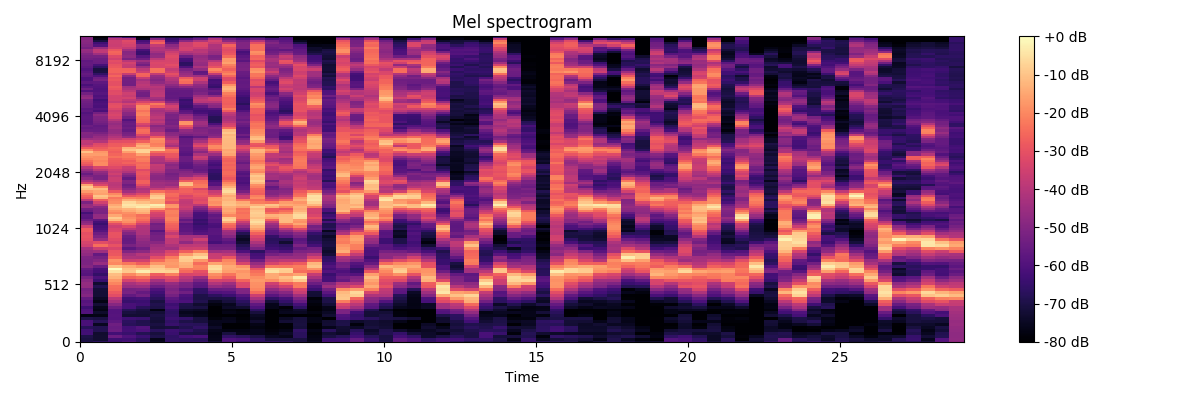 Mel spectrogram
+0 dB
8192
-10 dB
4096
-20 dB
-30 dB
2048
Hz
-40 dB
-50 dB
1024
-60 dB
512
-70 dB
0
-80 dB
0 5 10 15 20 25
Time